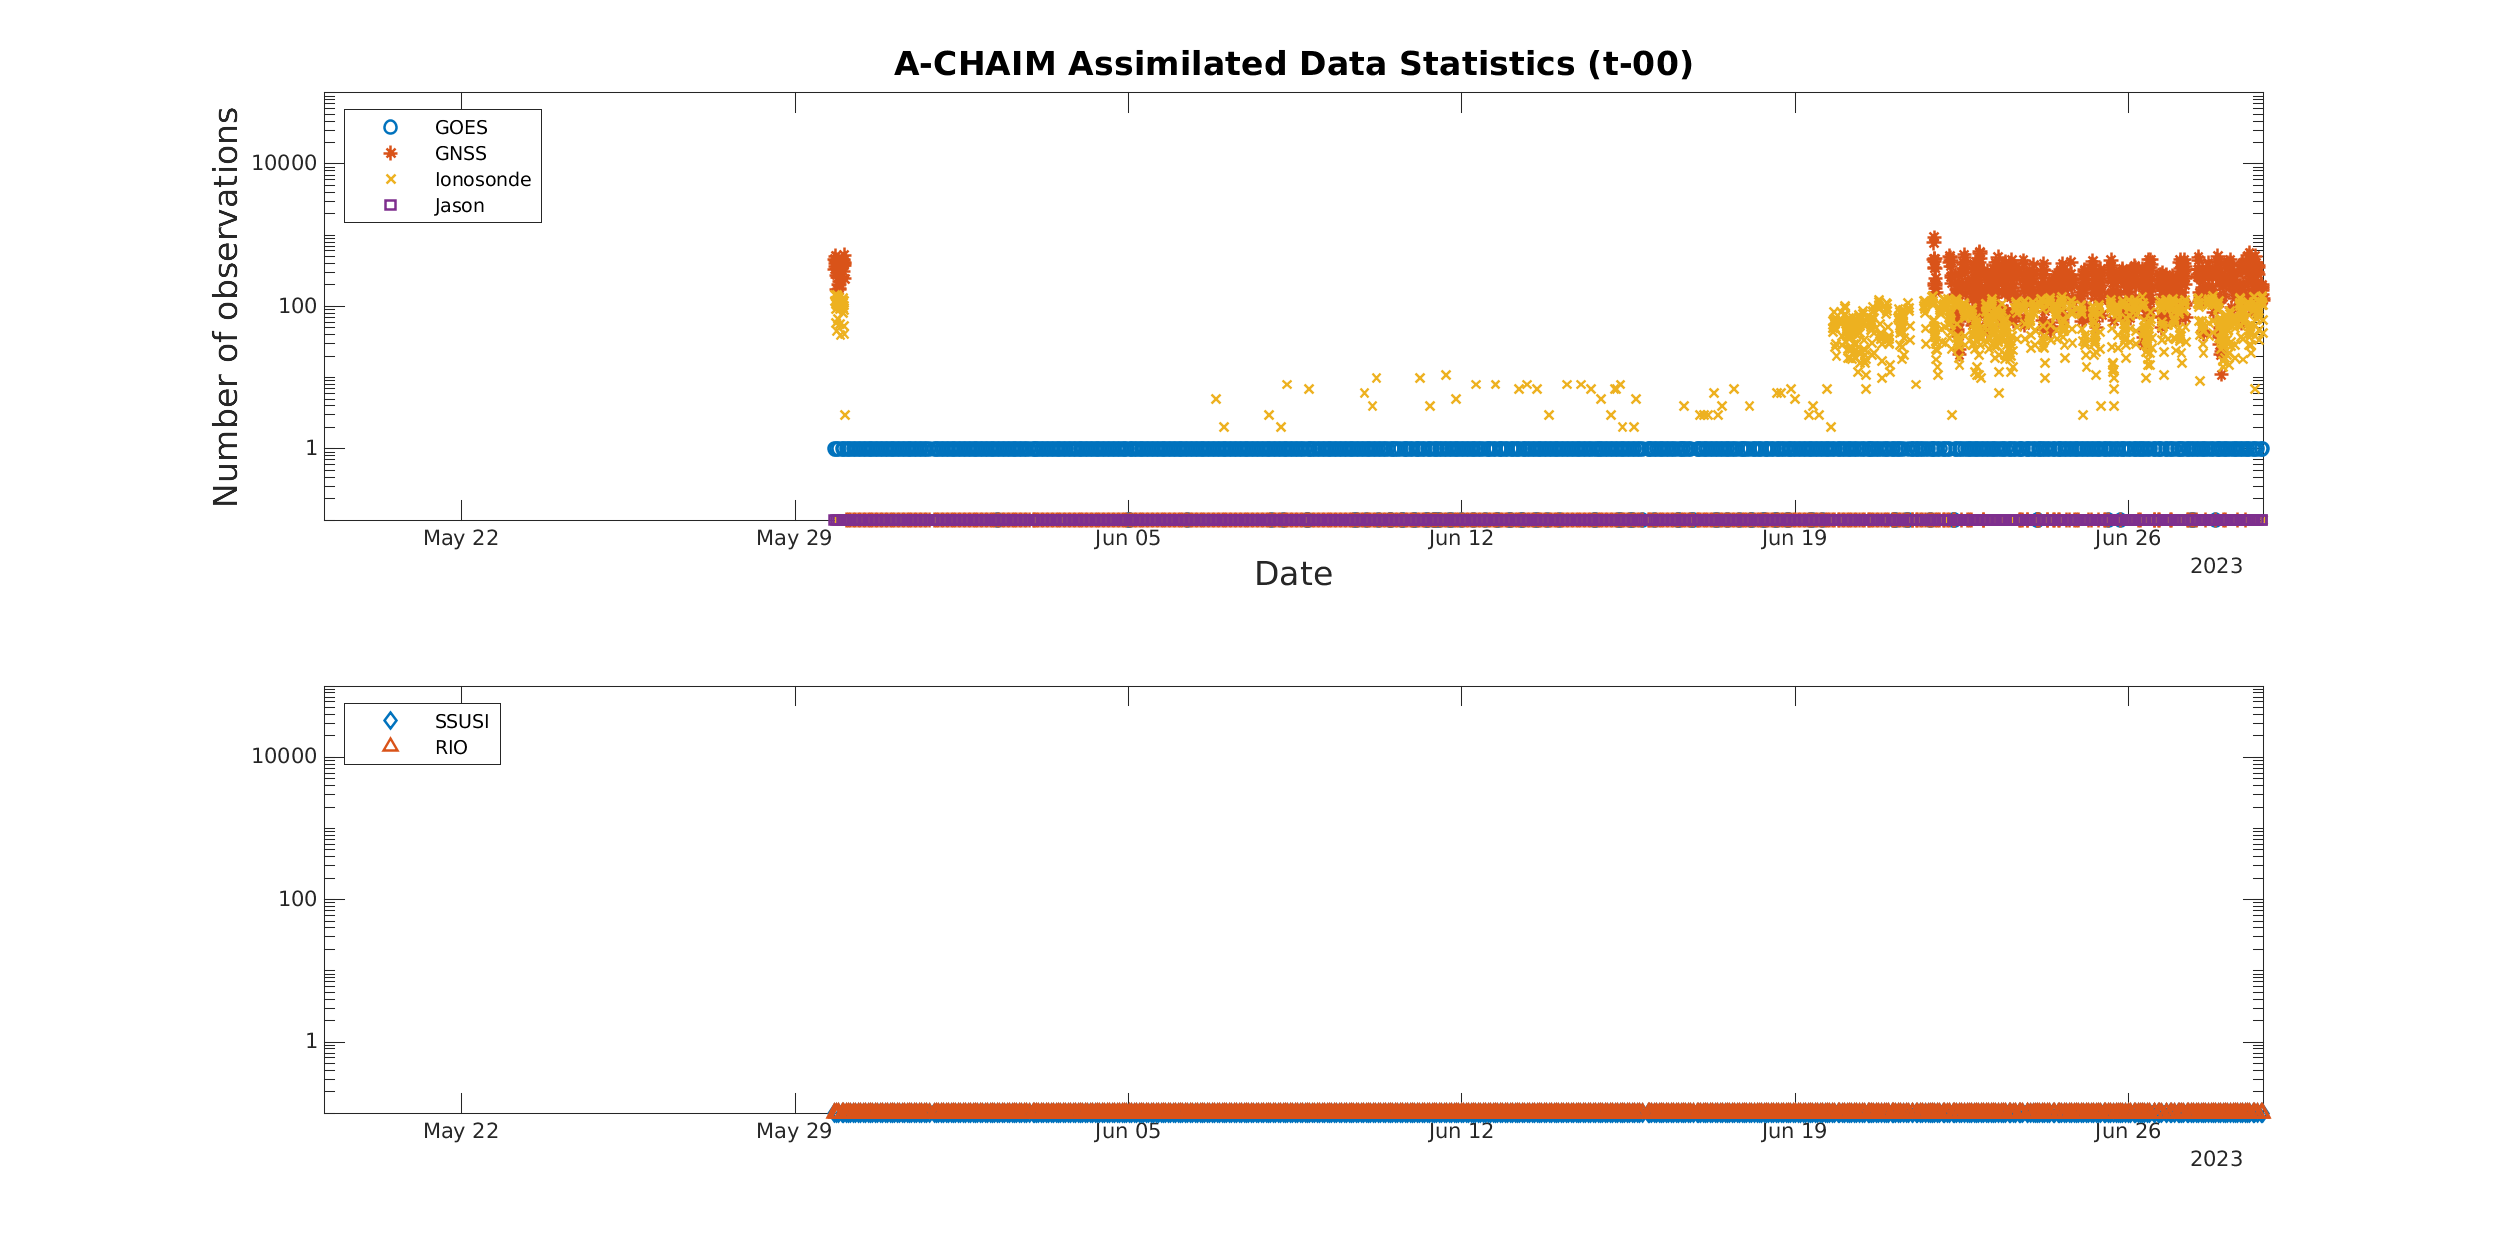 A-CHAIM Assimilated Data Statistics (t-00)
Number of observations
10000
100
1
GOES
GNSS
Ionosonde
Jason
May 22
May 29
Jun 05
Jun 12
Jun 19
Jun 26
2023
Date
10000
100
1
SSUSI
RIO
May 22
May 29
Jun 05
Jun 12
Jun 19
Jun 26
2023